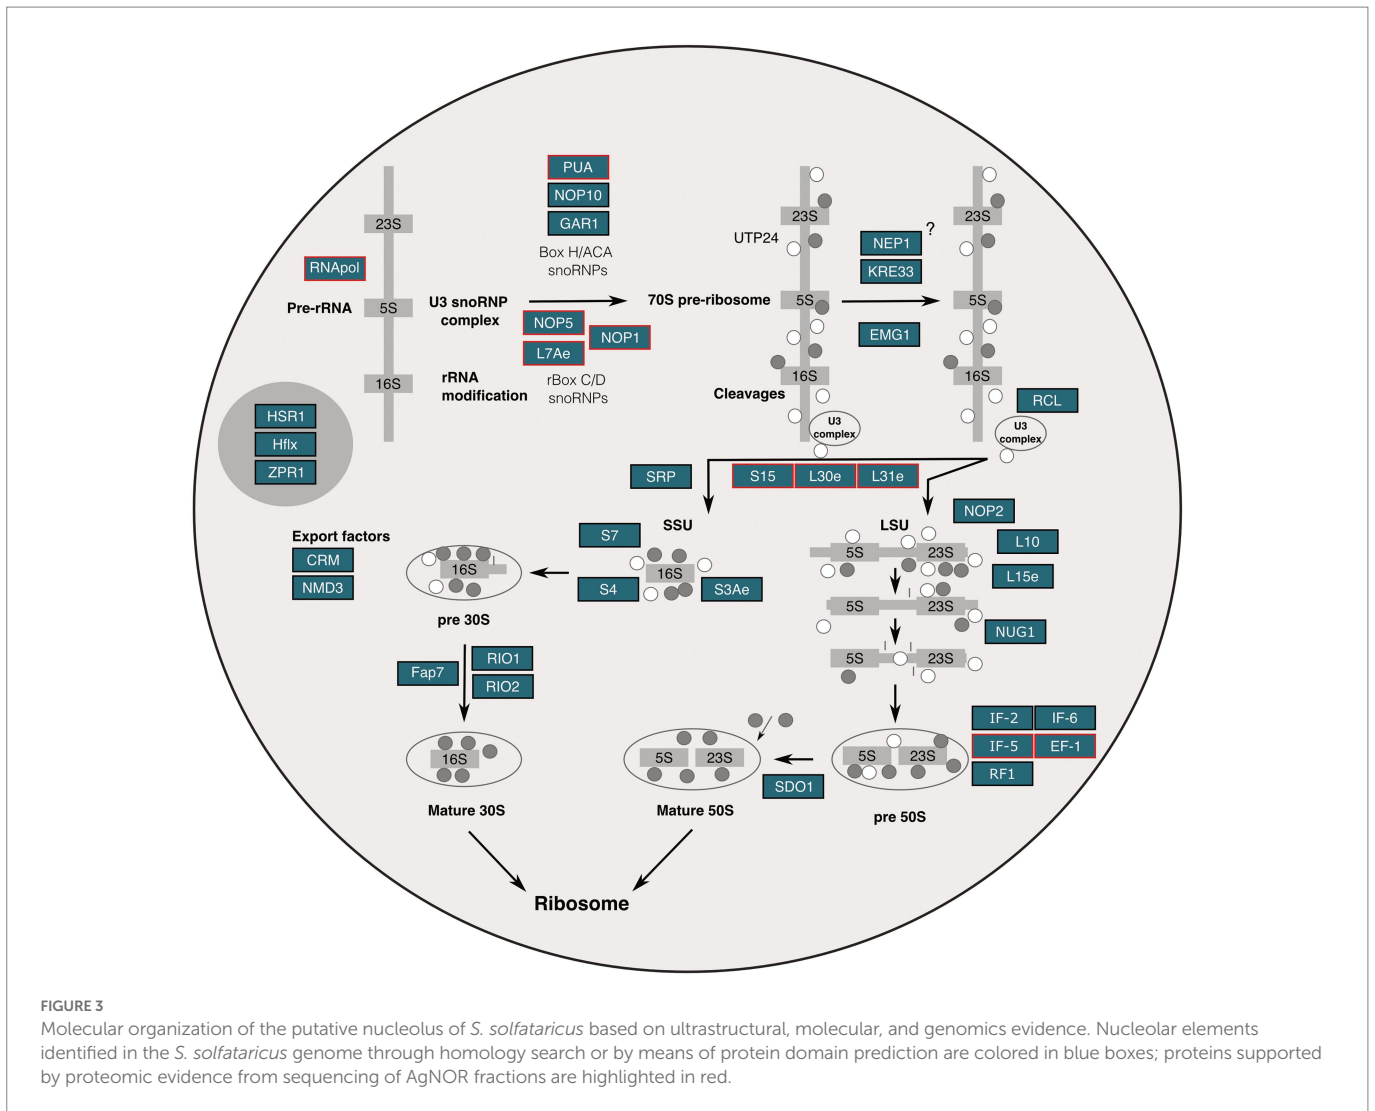 PUA
NOP10
GAR1
Box H/ACA
snoRNPs
23S
RNApol
Pre-rRNA
5S
U3 snoRNP
complex
NOP5
NOP1
L7Ae
rBox C/D
snoRNPs
16S
rRNA
modification
70S pre-ribosome
23S
UTP24
5S
16S
Cleavages
U3
complex
NEP1
?
KRE33
EMG1
23S
5S
16S
RCL
U3
complex
HSR1
Hflx
ZPR1
SRP
S15
L30e
L31e
Export factors
CRM
NMD3
SSU
S7
16S
S4
S3Ae
16S
pre 30S
LSU
NOP2
L10
L15e
5S
23S
5S
23S
NUG1
5S
23S
Fap7
RIO1
RIO2
16S
Mature 30S
5S
23S
Mature 50S
SDO1
5S
23S
pre 50S
IF-2
IF-6
IF-5
EF-1
RF1
Ribosome
FIGURE 3
Molecular organization of the putative nucleolus of S. solfataricus based on ultrastructural, molecular, and genomics evidence. Nucleolar elements
identified in the S. solfataricus genome through homology search or by means of protein domain prediction are colored in blue boxes; proteins supported
by proteomic evidence from sequencing of AgNOR fractions are highlighted in red.